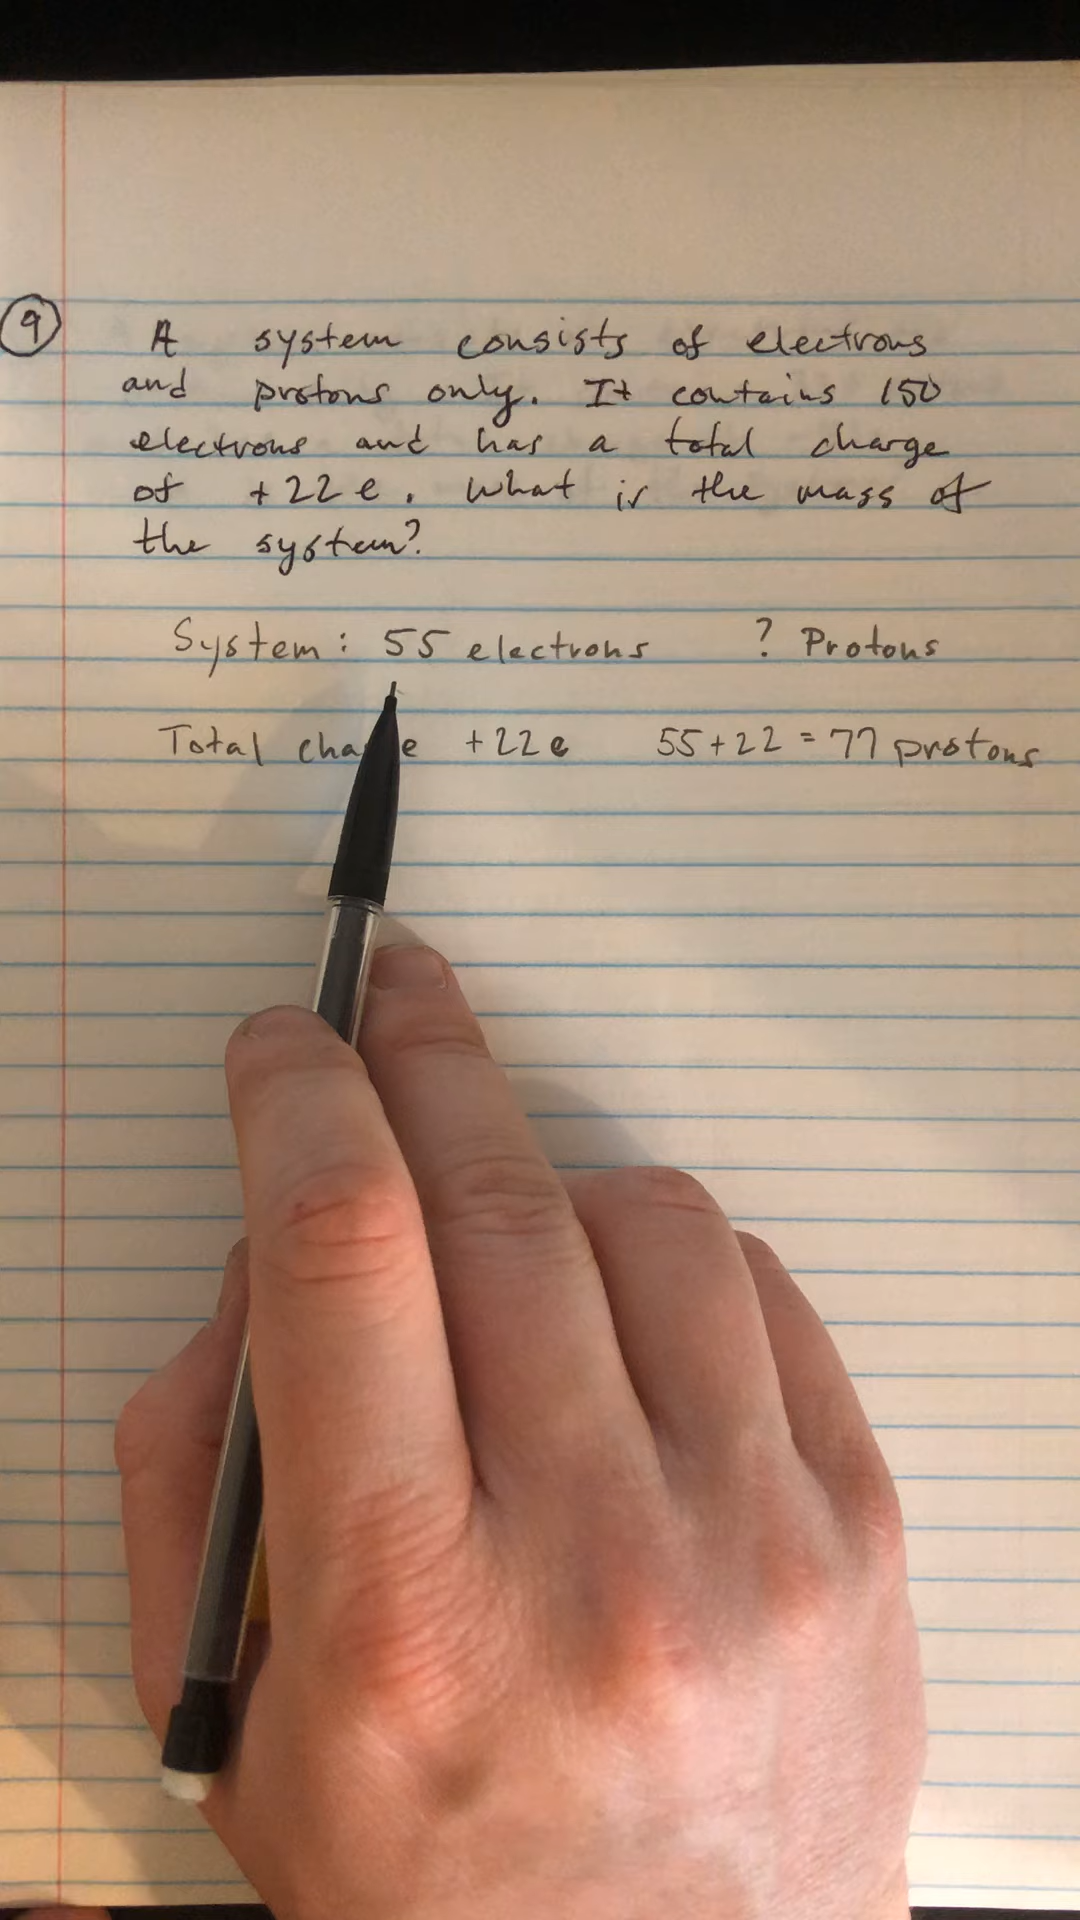 9
A system consists of electrons
and protons only. It contains 150
electrons and has a total charge
of +22e. What is the mass of
the system?
System: 55 electrons ? Protons
Total +22e 55+22=77 protons